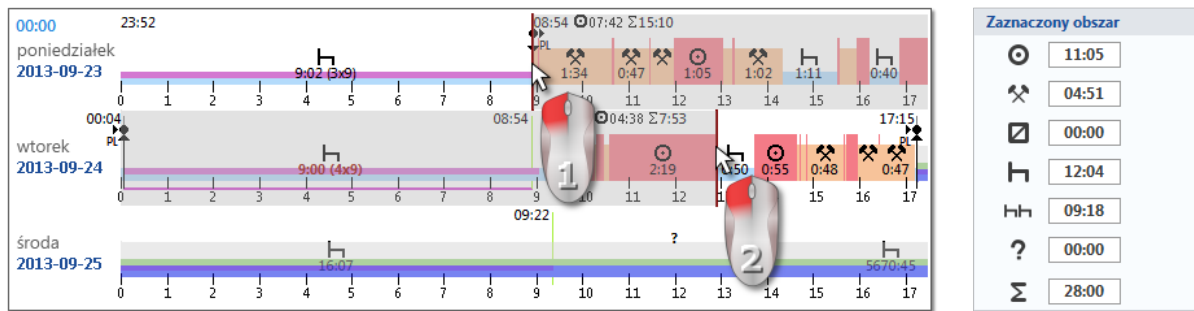 00:00 23:52 08:54 07:42 Σ15:10
poniedziałek PL
2013-09-23 9:02 (3x9) 1:34 0:47 1:05 1:02 1:11 0:40
0 1 2 3 4 5 6 7 8 9 11 12 13 14 15 16 17
00:04 08:54 04:38 Σ7:53 17:15
PL
wtorek
2013-09-24 9:00 (4x9) 2:19 :50 0:55 0:48 0:47
0 1 2 3 4 5 6 7 8 9 10 11 12 14 15 16 17
1
09:22
środa ?
2013-09-25 16:07 5670:45
0 1 2 3 4 5 6 7 8 9 10 11 12 13 14 15 16 17
2
Zaznaczony obszar
11:05
04:51
00:00
12:04
09:18
? 00:00
Σ 28:00